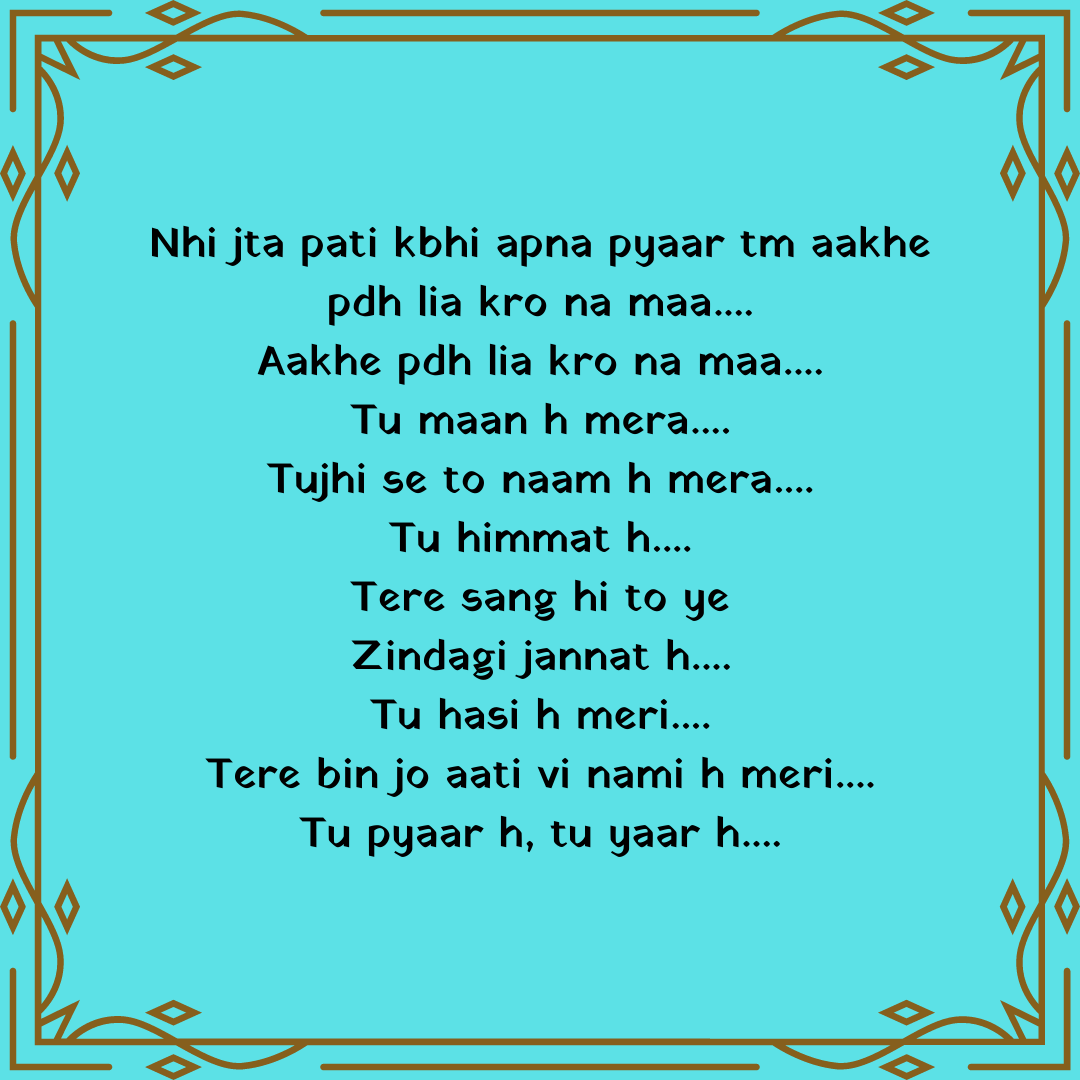 Nhi jta pati kbhi apna pyaar tm aakhe
pdh lia kro na maa....
Aakhe pdh lia kro na maa....
Tu maan h mera....
Tujhi se to naam h mera....
Tu himmat h....
Tere sang hi to ye
Zindagi jannat h....
Tu hasi h meri....
Tere bin jo aati vi nami h meri....
Tu pyaar h, tu yaar h....